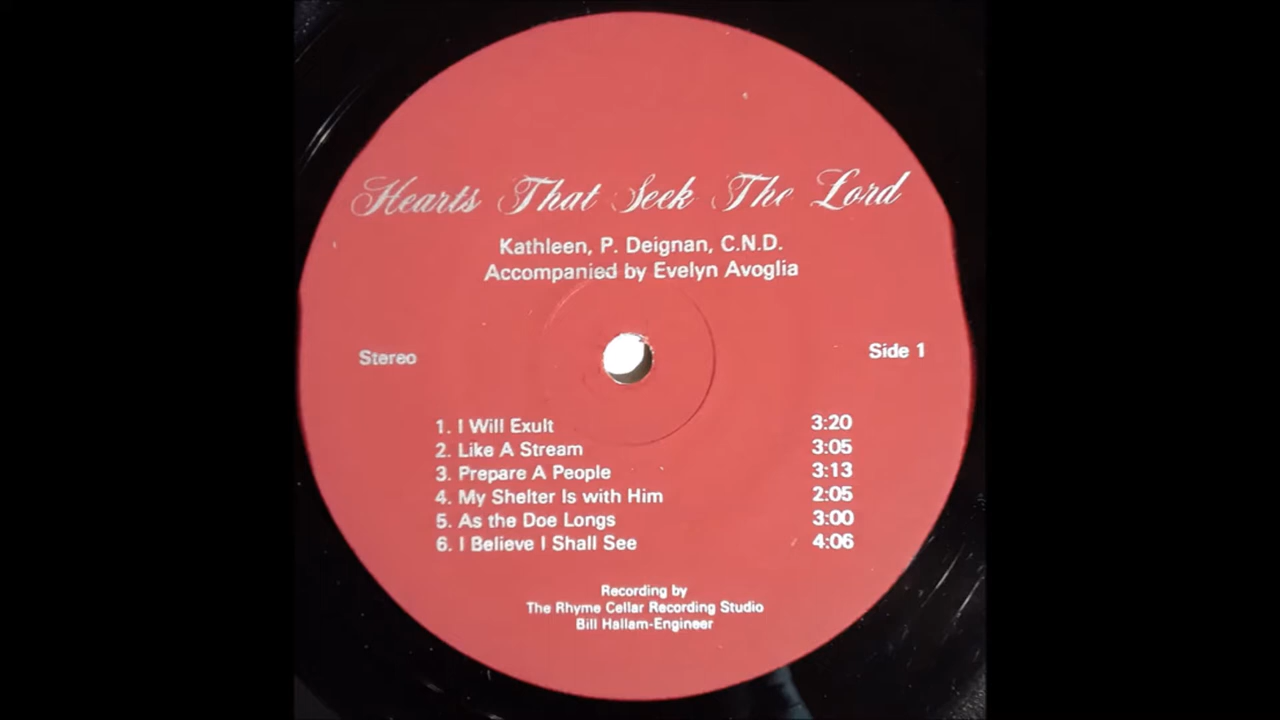 Hearts That Seek The Lord
Kathleen, P. Deignan, C.N.D.
Accompanied by Evelyn Avoglia
Stereo
Side 1
1. I Will Exult 3:20
2. Like A Stream 3:05
3. Prepare A People 3:13
4. My Shelter Is with Him 2:05
5. As the Doe Longs 3:00
6. I Believe I Shall See 4:06
Recording by
The Rhyme Cellar Recording Studio
Bill Hallam-Engineer